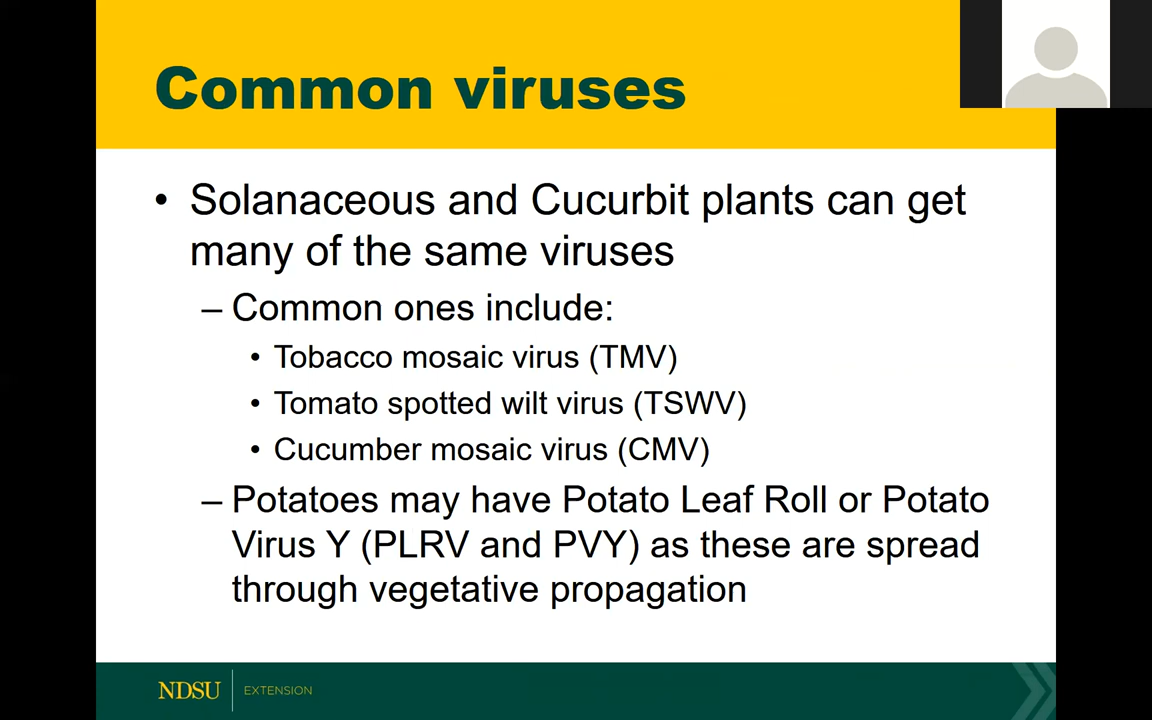 Common viruses
• Solanaceous and Cucurbit plants can get
many of the same viruses
– Common ones include:
• Tobacco mosaic virus (TMV)
• Tomato spotted wilt virus (TSWV)
• Cucumber mosaic virus (CMV)
– Potatoes may have Potato Leaf Roll or Potato
Virus Y (PLRV and PVY) as these are spread
through vegetative propagation
NDSU EXTENSION